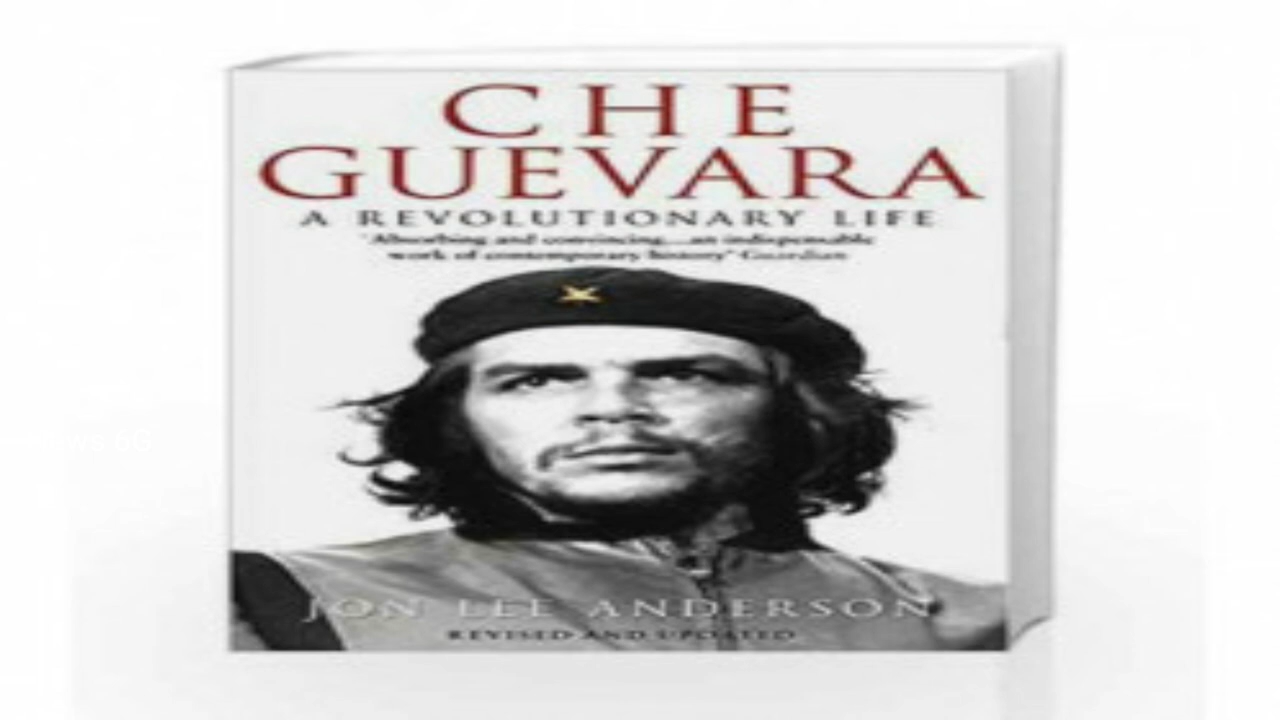 CHE
GUEVARA
A REVOLUTIONARY LIFE
'Absorbing and convincing...an indispensable
work of contemporary history' Guardian
JON LEE ANDERSON
REVISED AND UPDATED